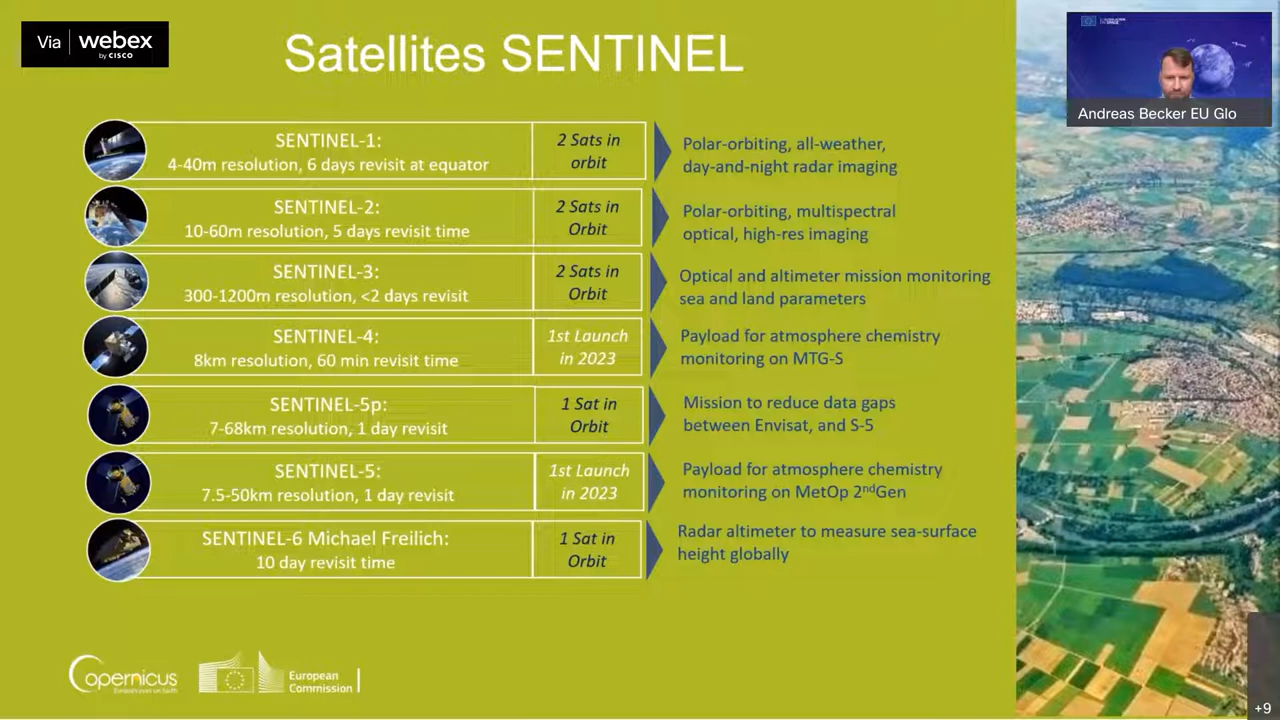 Via webex
by CISCO
Satellites SENTINEL
Andreas Becker EU Glo
SENTINEL-1:
4-40m resolution, 6 days revisit at equator
2 Sats in
orbit
Polar-orbiting, all-weather,
day-and-night radar imaging
SENTINEL-2:
10-60m resolution, 5 days revisit time
2 Sats in
Orbit
Polar-orbiting, multispectral
optical, high-res imaging
SENTINEL-3:
300-1200m resolution, <2 days revisit
2 Sats in
Orbit
Optical and altimeter mission monitoring
sea and land parameters
SENTINEL-4:
8km resolution, 60 min revisit time
1st Launch
in 2023
Payload for atmosphere chemistry
monitoring on MTG-S
SENTINEL-5p:
7-68km resolution, 1 day revisit
1 Sat in
Orbit
Mission to reduce data gaps
between Envisat, and S-5
SENTINEL-5:
7.5-50km resolution, 1 day revisit
1st Launch
in 2023
Payload for atmosphere chemistry
monitoring on MetOp 2ndGen
SENTINEL-6 Michael Freilich:
10 day revisit time
1 Sat in
Orbit
Radar altimeter to measure sea-surface
height globally
Copernicus
Europe's eyes on Earth
European
Commission
+9